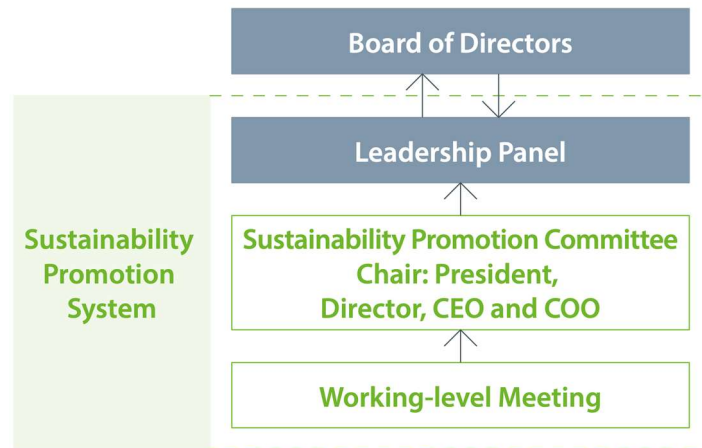 Board of Directors
Leadership Panel
Sustainability
Promotion
System
Sustainability Promotion Committee
Chair: President,
Director, CEO and COO
Working-level Meeting